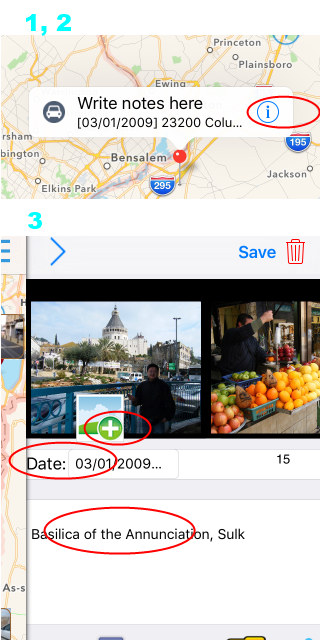 1, 2
Princeton
Plainsboro
Ewing
Write notes here
i
[03/01/2009] 23200 Colu...
rsham
195
bington
Bensalem
Jackson
295
Elkins Park
3
Save
H
Date: 03/01/2009... 15
Basilica of the Annunciation, Sulk
As-s